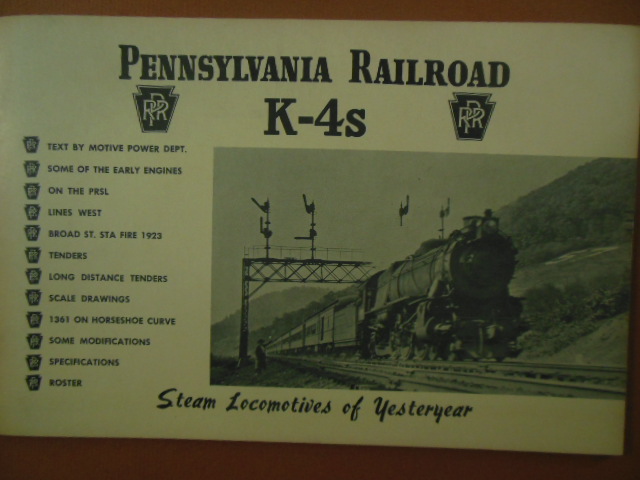 PENNSYLVANIA RAILROAD
K-4s
PRR
PRR
TEXT BY MOTIVE POWER DEPT.
SOME OF THE EARLY ENGINES
ON THE PRSL
LINES WEST
BROAD ST. STA FIRE 1923
TENDERS
LONG DISTANCE TENDERS
SCALE DRAWINGS
1361 ON HORSESHOE CURVE
SOME MODIFICATIONS
SPECIFICATIONS
ROSTER
Steam Locomotives of Yesteryear